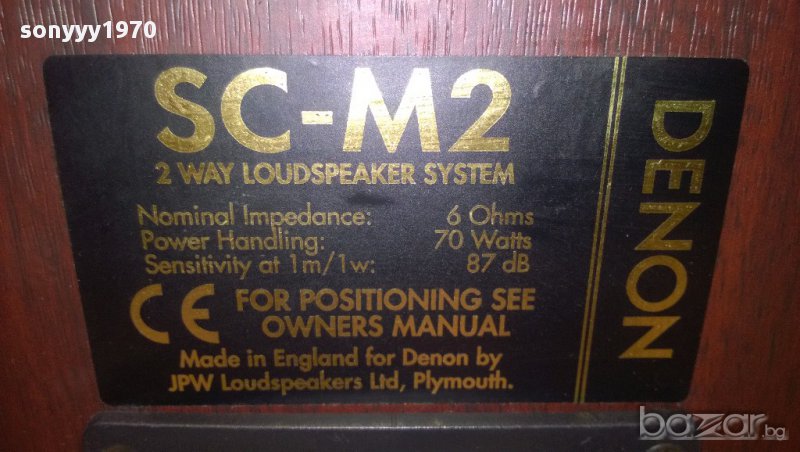 sonyyy1970
SC-M2
2 WAY LOUDSPEAKER SYSTEM
Nominal Impedance: 6 Ohms
Power Handling: 70 Watts
Sensitivity at 1m/1w: 87 dB
CE FOR POSITIONING SEE
OWNERS MANUAL
Made in England for Denon by
JPW Loudspeakers Ltd, Plymouth.
DENON
bazar.bg